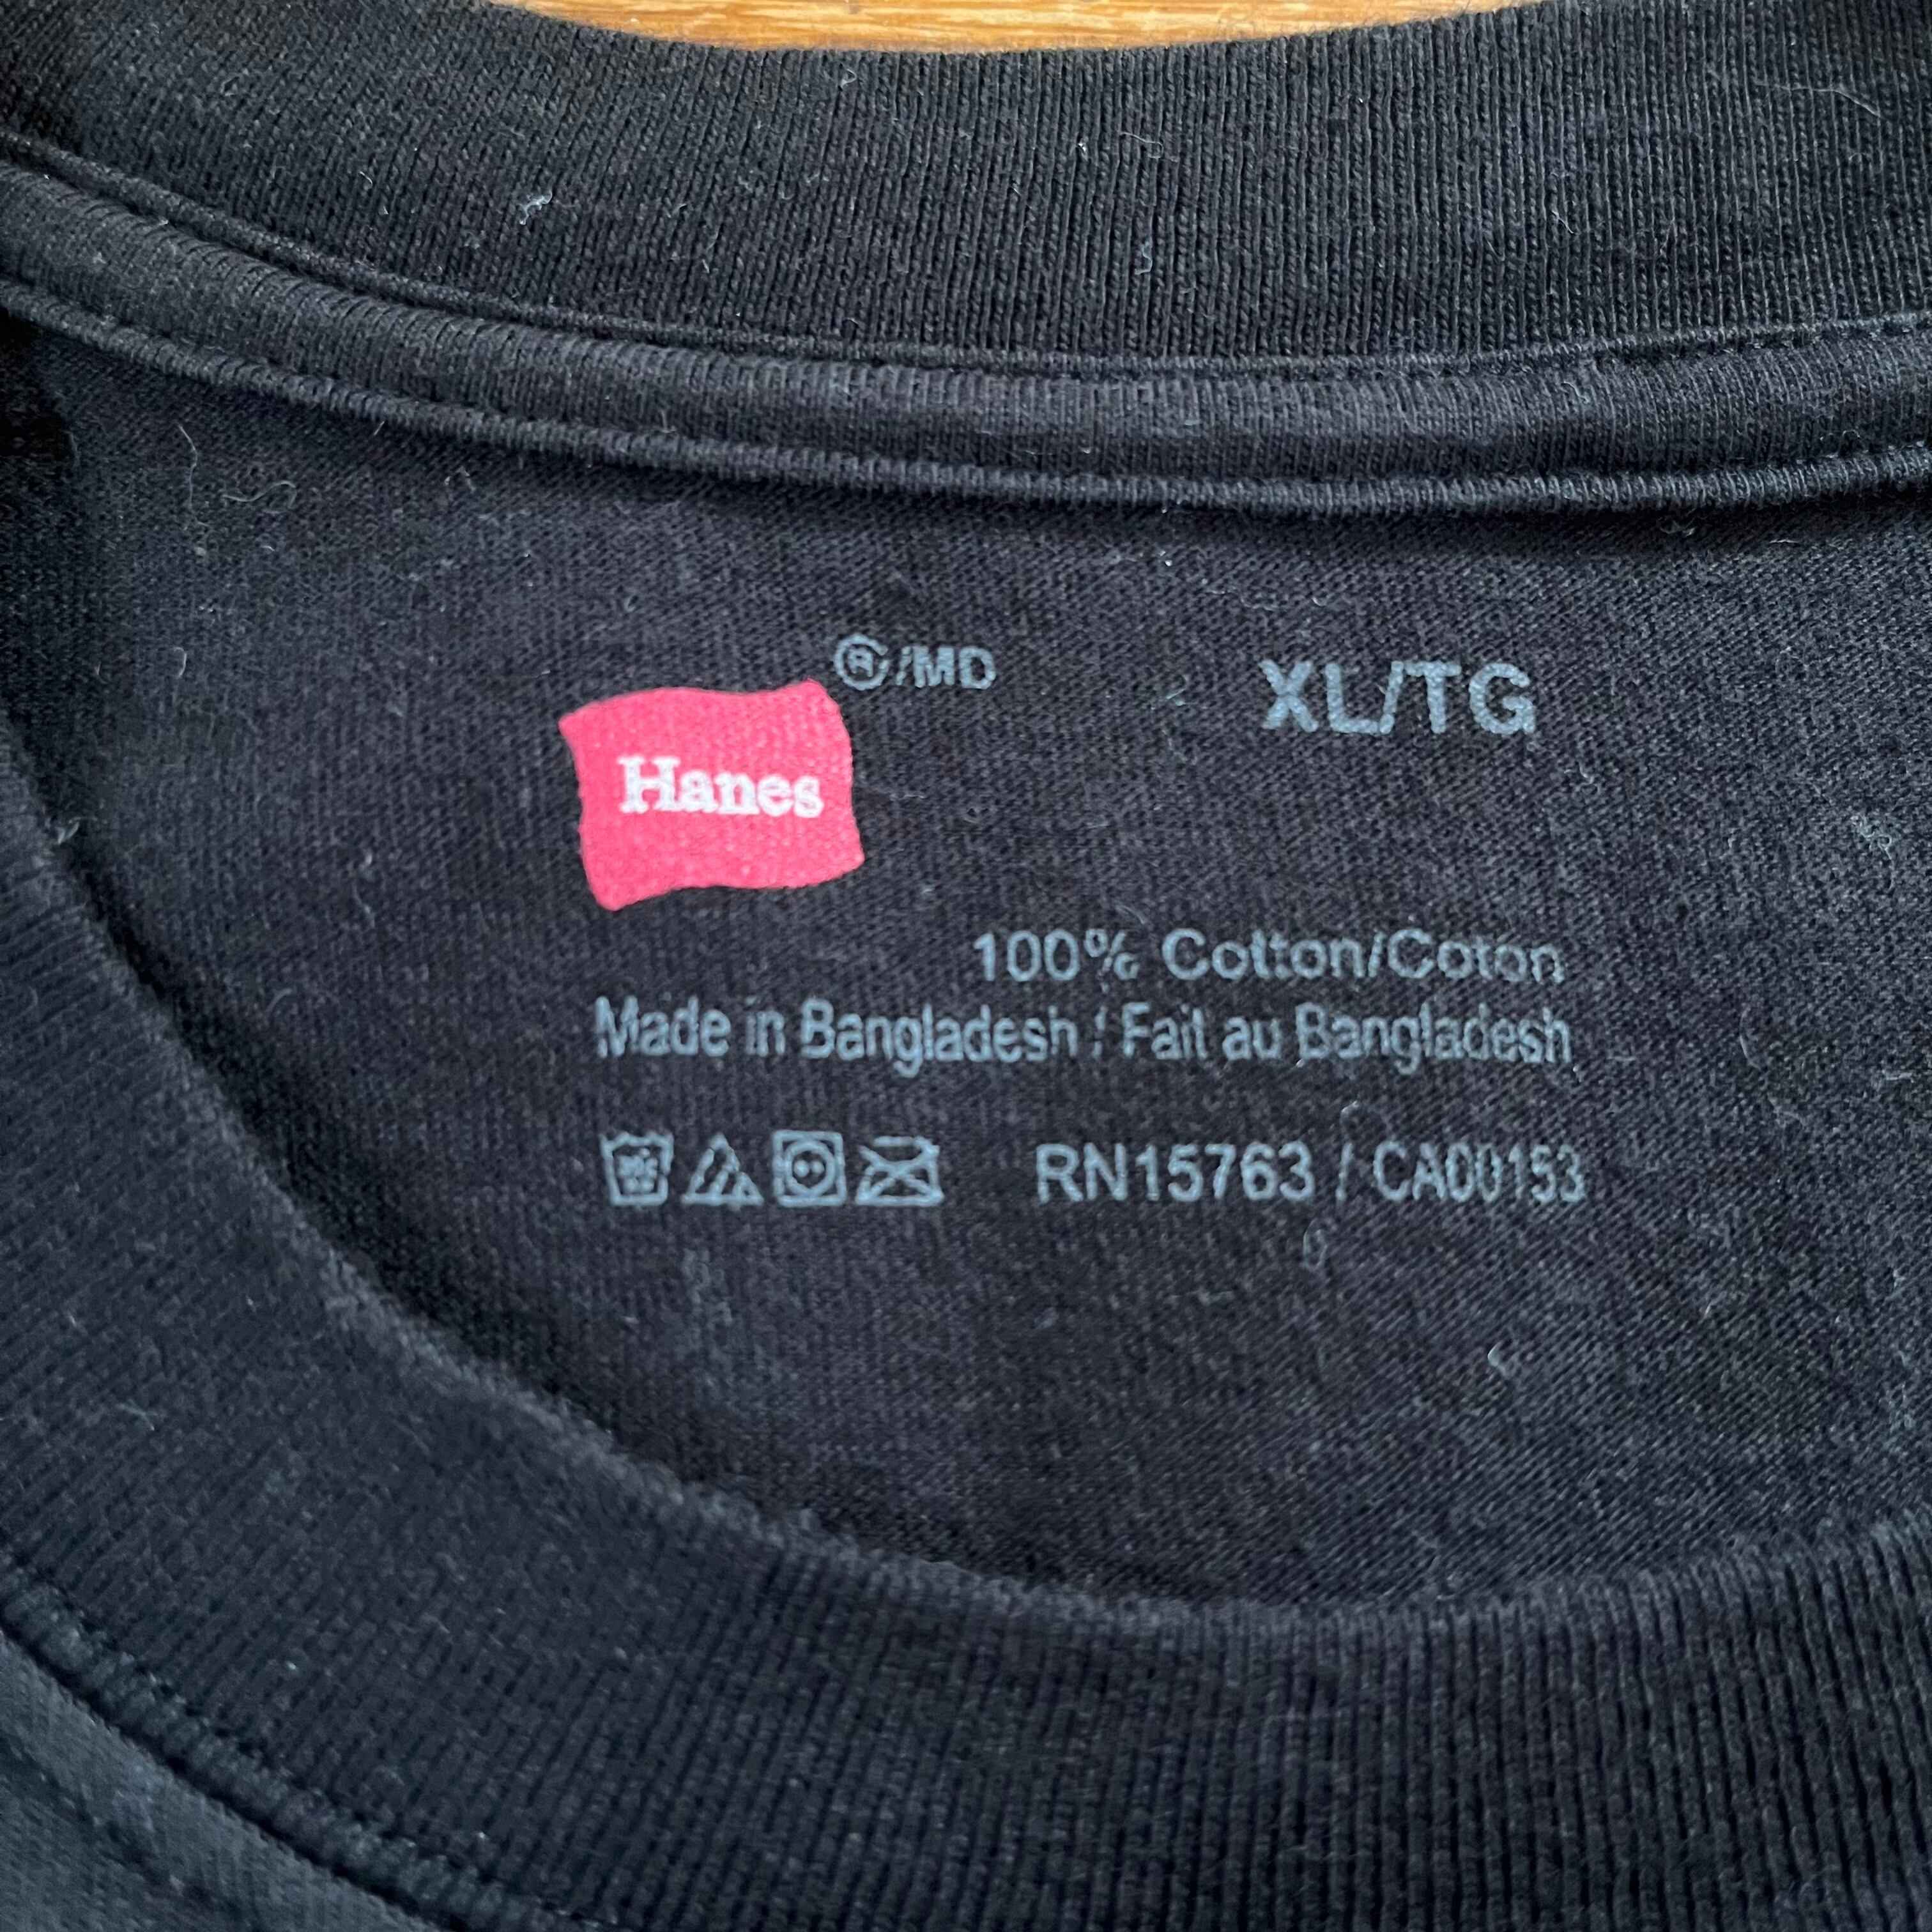 ®/MD
XL/TG
Hanes
100% Cotton/Coton
Made in Bangladesh / Fait au Bangladesh
RN15763 / CA00153